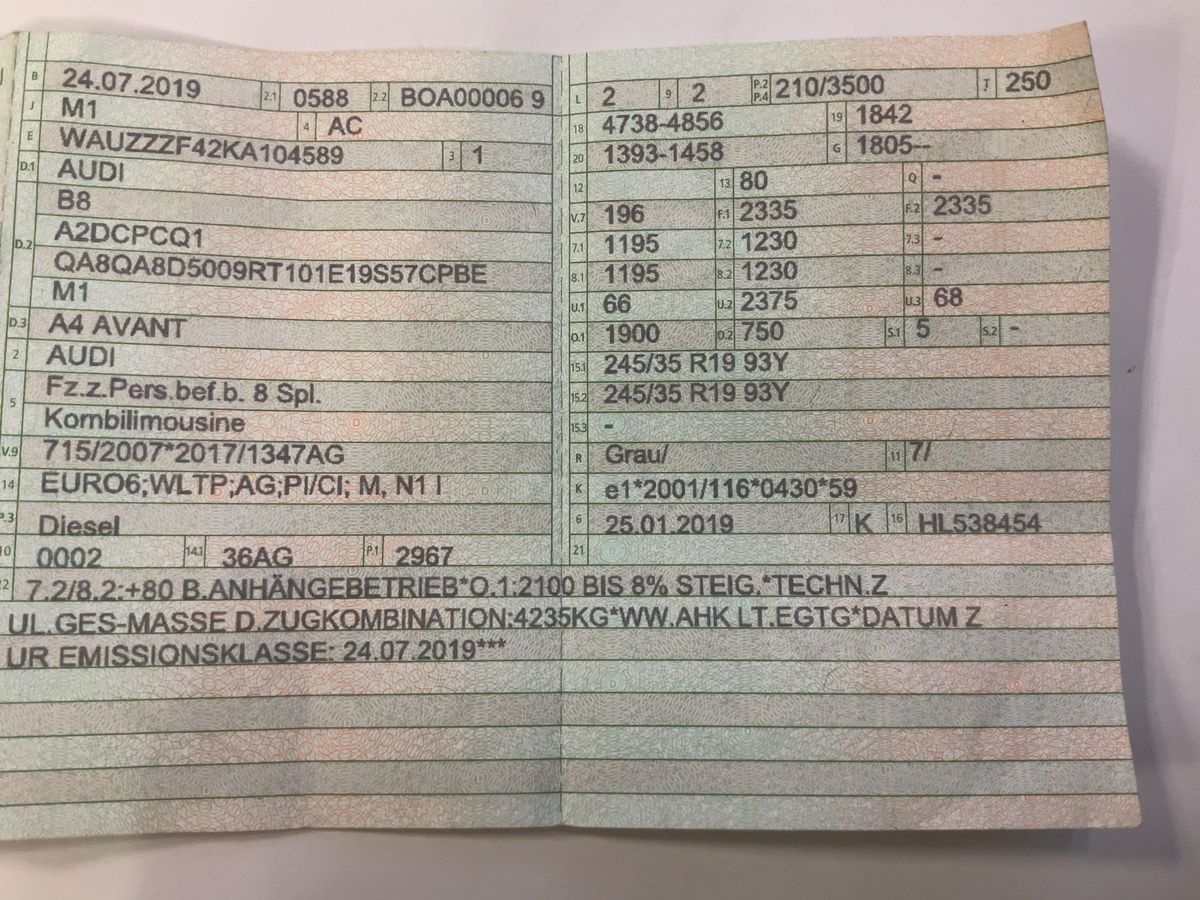 B 24.07.2019 2.1 0588 2.2 BOA00006 9
J M1 4 AC
E WAUZZZF42KA104589 3 1
D.1 AUDI
B8
D.2 A2DCPCQ1
QA8QA8D5009RT101E19S57CPBE
M1
D.3 A4 AVANT
2 AUDI
5 Fz.z.Pers.bef.b. 8 Spl.
Kombilimousine
V.9 715/2007*2017/1347AG
14 EURO6;WLTP;AG;PI/CI; M, N1 I
P.3 Diesel
10 0002 14.1 36AG P.1 2967
L 2 9 2 P.2 P.4 210/3500 T 250
18 4738-4856 19 1842
20 1393-1458 G 1805--
12 13 80 Q -
V.7 196 F.1 2335 F.2 2335
7.1 1195 7.2 1230 7.3 -
8.1 1195 8.2 1230 8.3 -
U.1 66 U.2 2375 U.3 68
O.1 1900 O.2 750 S.1 5 S.2 -
15.1 245/35 R19 93Y
15.2 245/35 R19 93Y
15.3 -
R Grau/ 11 7/
K e1*2001/116*0430*59
6 25.01.2019 17 K 16 HL538454
21
22 7.2/8.2:+80 B.ANHÄNGEBETRIEB*O.1:2100 BIS 8% STEIG.*TECHN.Z
UL.GES-MASSE D.ZUGKOMBINATION:4235KG*WW.AHK LT.EGTG*DATUM Z
UR EMISSIONSKLASSE: 24.07.2019***